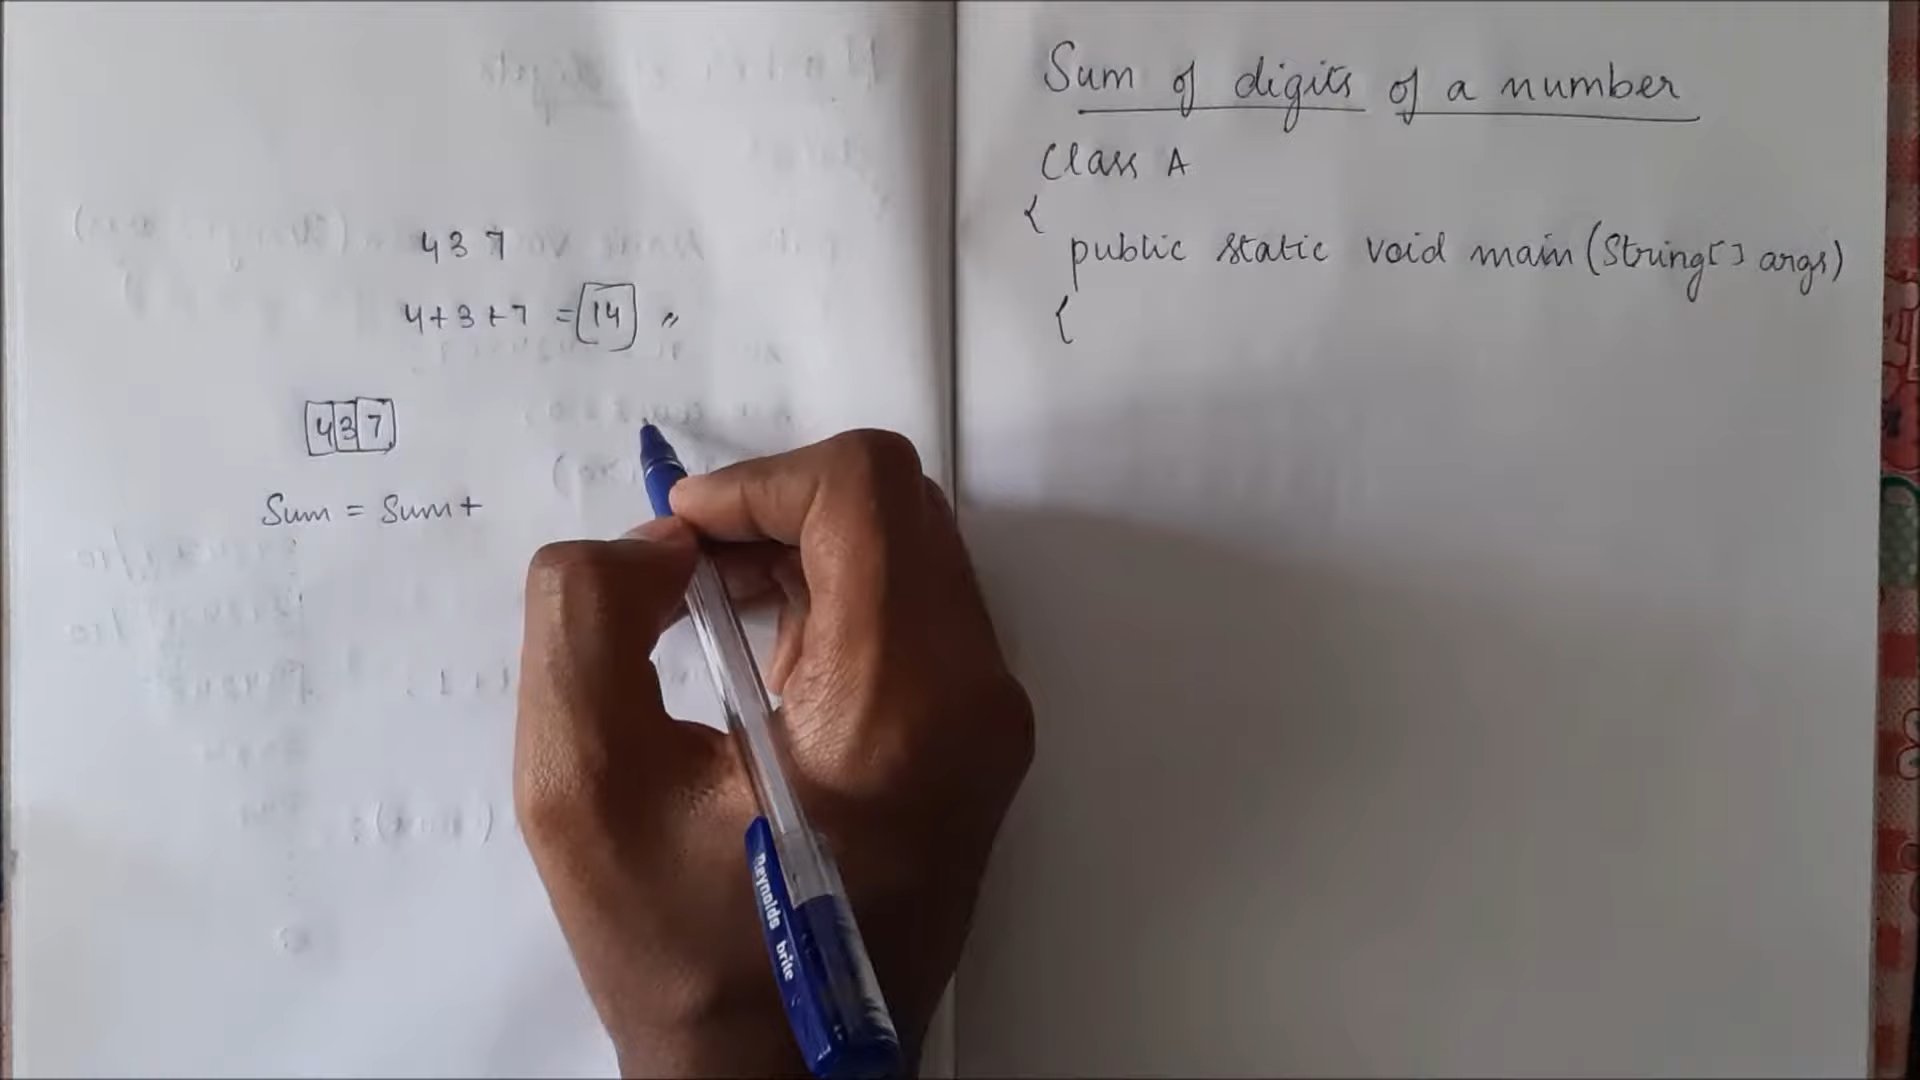 437
4+3+7 = 14 〃
437
Sum = Sum+
Sum of digits of a number
Class A
{
public static void main(String[] args)
{
Reynolds brite